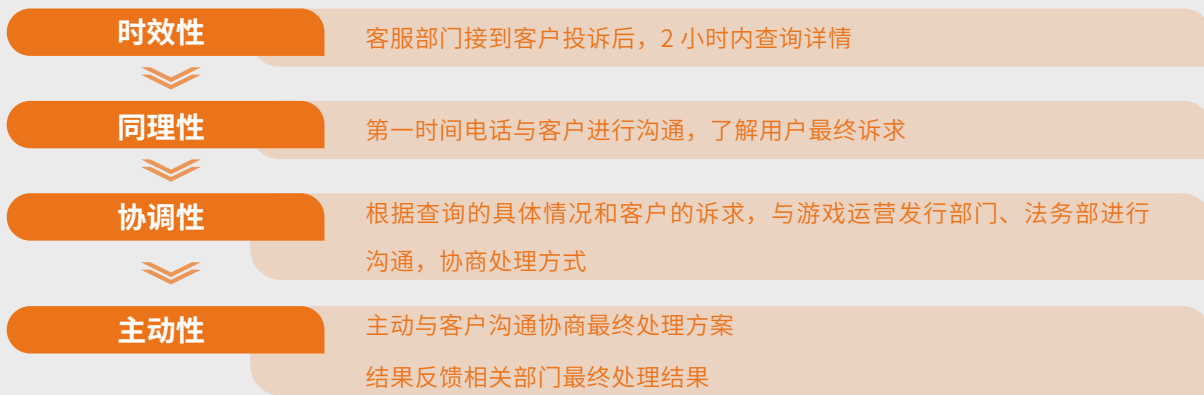 时效性
客服部门接到客户投诉后，2 小时内查询详情
同理性
第一时间电话与客户进行沟通，了解用户最终诉求
协调性
根据查询的具体情况和客户的诉求，与游戏运营发行部门、法务部进行
沟通，协商处理方式
主动性
主动与客户沟通协商最终处理方案
结果反馈相关部门最终处理结果